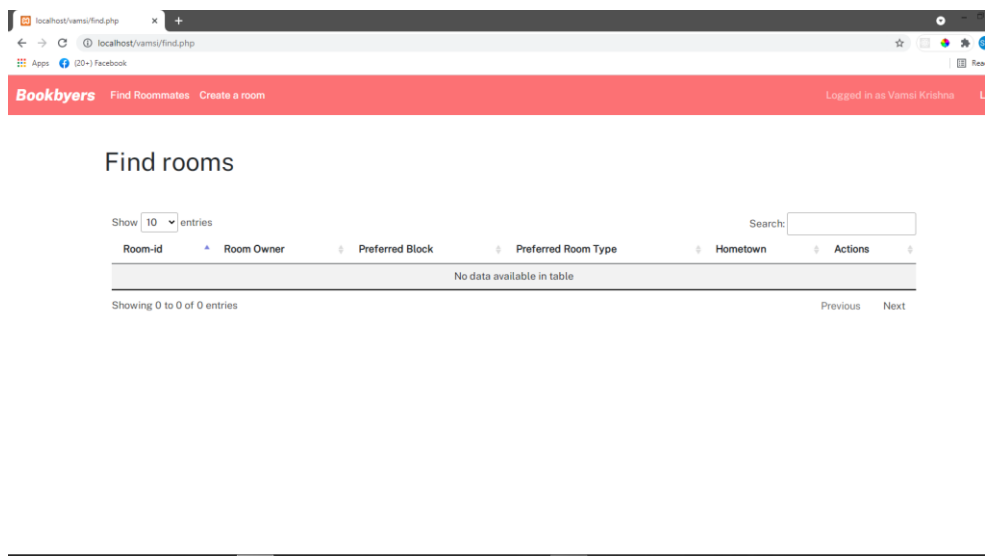 localhost/vamsi/find.php
localhost/vamsi/find.php
Apps (20+) Facebook
Bookbyers Find Roommates Create a room Logged in as Vamsi Krishna
Find rooms
Show 10 entries Search:
Room-id Room Owner Preferred Block Preferred Room Type Hometown Actions
No data available in table
Showing 0 to 0 of 0 entries Previous Next